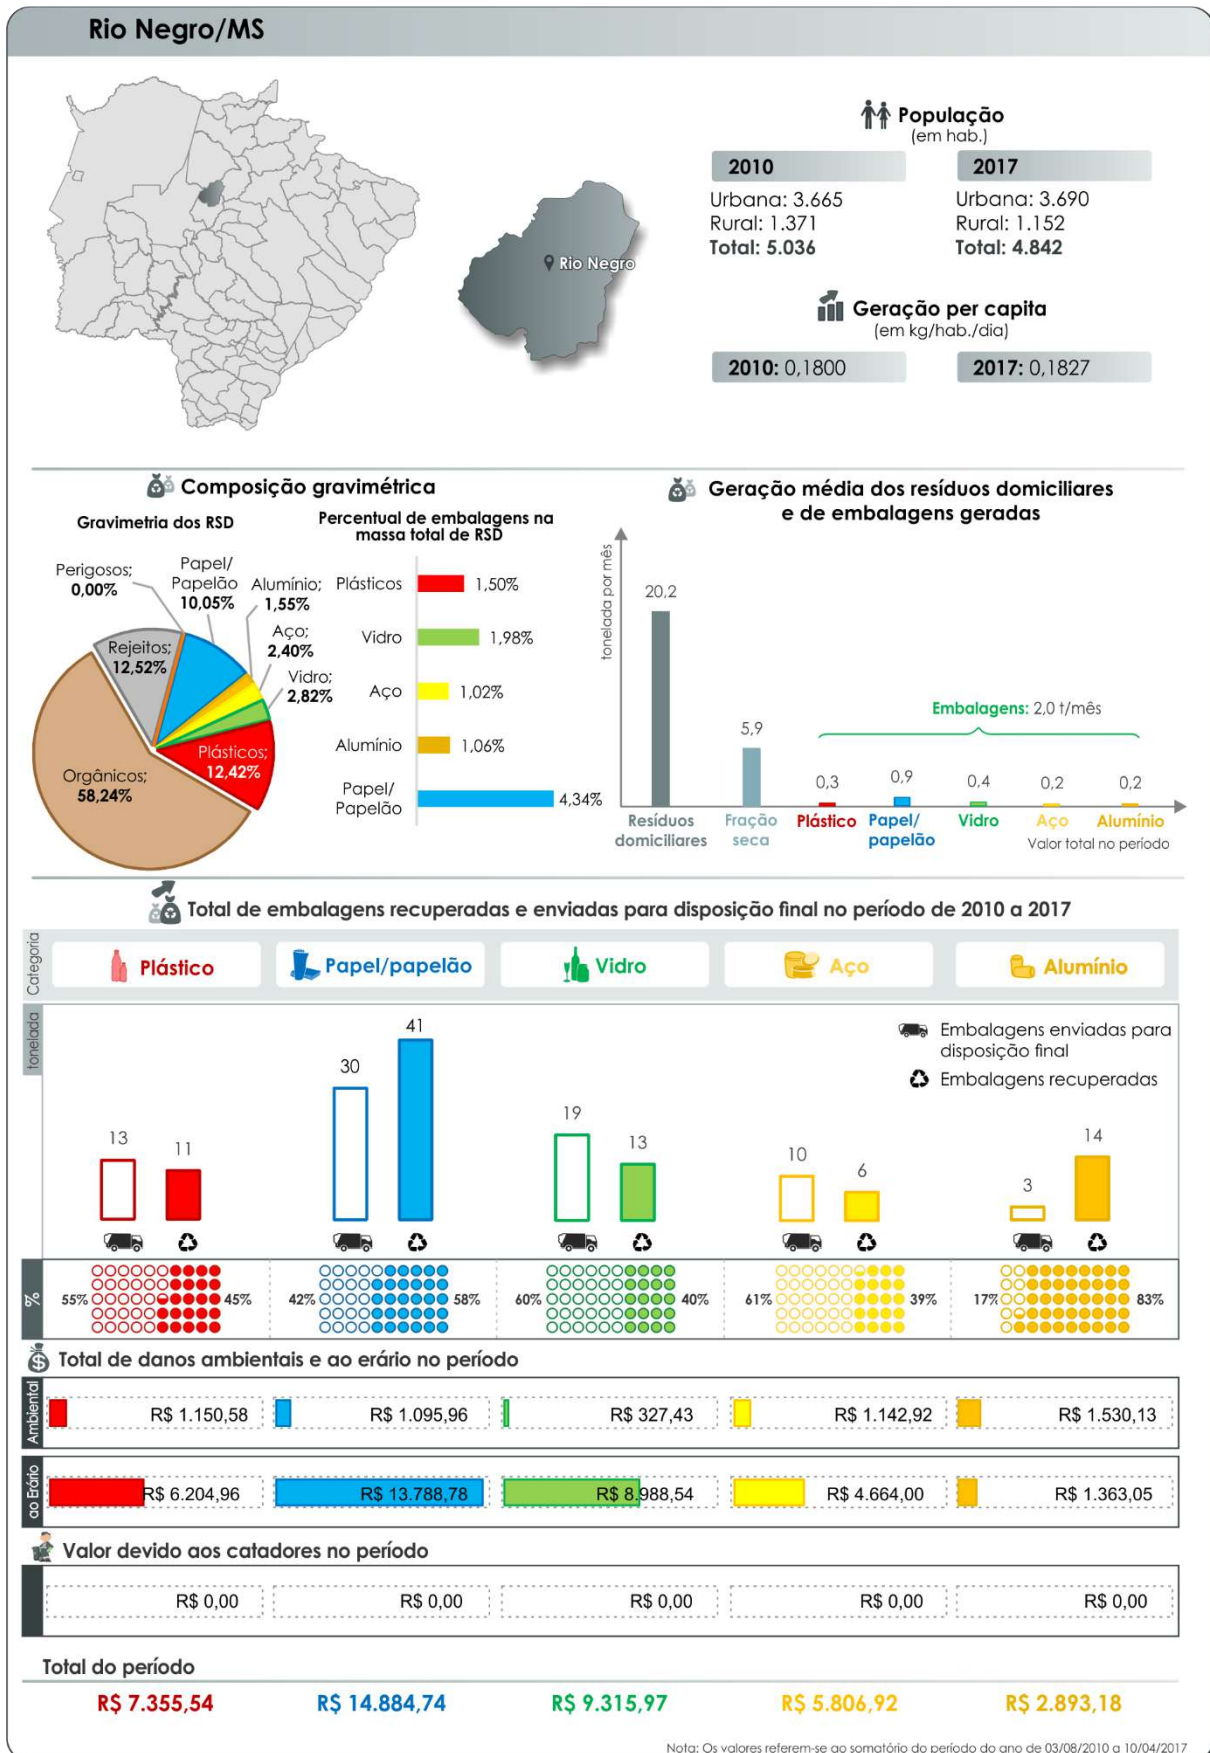 Rio Negro/MS
População
(em hab.)
2010
2017
Urbana: 3.665
Urbana: 3.690
Rural: 1.371
Rural: 1.152
Total: 5.036
Total: 4.842
Rio Negro
Geração per capita
(em kg/hab./dia)
2010: 0,1800
2017: 0,1827
Composição gravimétrica
Gravimetria dos RSD
Perigosos;
0,00%
Papel/
Papelão
10,05%
Alumínio;
1,55%
Aço;
2,40%
Vidro;
2,82%
Rejeitos;
12,52%
Plásticos;
12,42%
Orgânicos;
58,24%
Percentual de embalagens na
massa total de RSD
Plásticos
1,50%
Vidro
1,98%
Aço
1,02%
Alumínio
1,06%
Papel/
Papelão
4,34%
Geração média dos resíduos domiciliares
e de embalagens geradas
tonelada por mês
20,2
5,9
Embalagens: 2,0 t/mês
0,3
0,9
0,4
0,2
0,2
Resíduos
domiciliares
Fração
seca
Plástico
Papel/
papelão
Vidro
Aço
Alumínio
Valor total no período
Total de embalagens recuperadas e enviadas para disposição final no período de 2010 a 2017
Categoria
Plástico
Papel/papelão
Vidro
Aço
Alumínio
tonelada
13
11
30
41
19
13
10
6
3
14
Embalagens enviadas para
disposição final
Embalagens recuperadas
%
55%
45%
42%
58%
60%
40%
61%
39%
17%
83%
Total de danos ambientais e ao erário no período
Ambiental
R$ 1.150,58
R$ 1.095,96
R$ 327,43
R$ 1.142,92
R$ 1.530,13
ao Erário
R$ 6.204,96
R$ 13.788,78
R$ 8.988,54
R$ 4.664,00
R$ 1.363,05
Valor devido aos catadores no período
R$ 0,00
R$ 0,00
R$ 0,00
R$ 0,00
R$ 0,00
Total do período
R$ 7.355,54
R$ 14.884,74
R$ 9.315,97
R$ 5.806,92
R$ 2.893,18
Nota: Os valores referem-se ao somatório do período do ano de 03/08/2010 a 10/04/2017